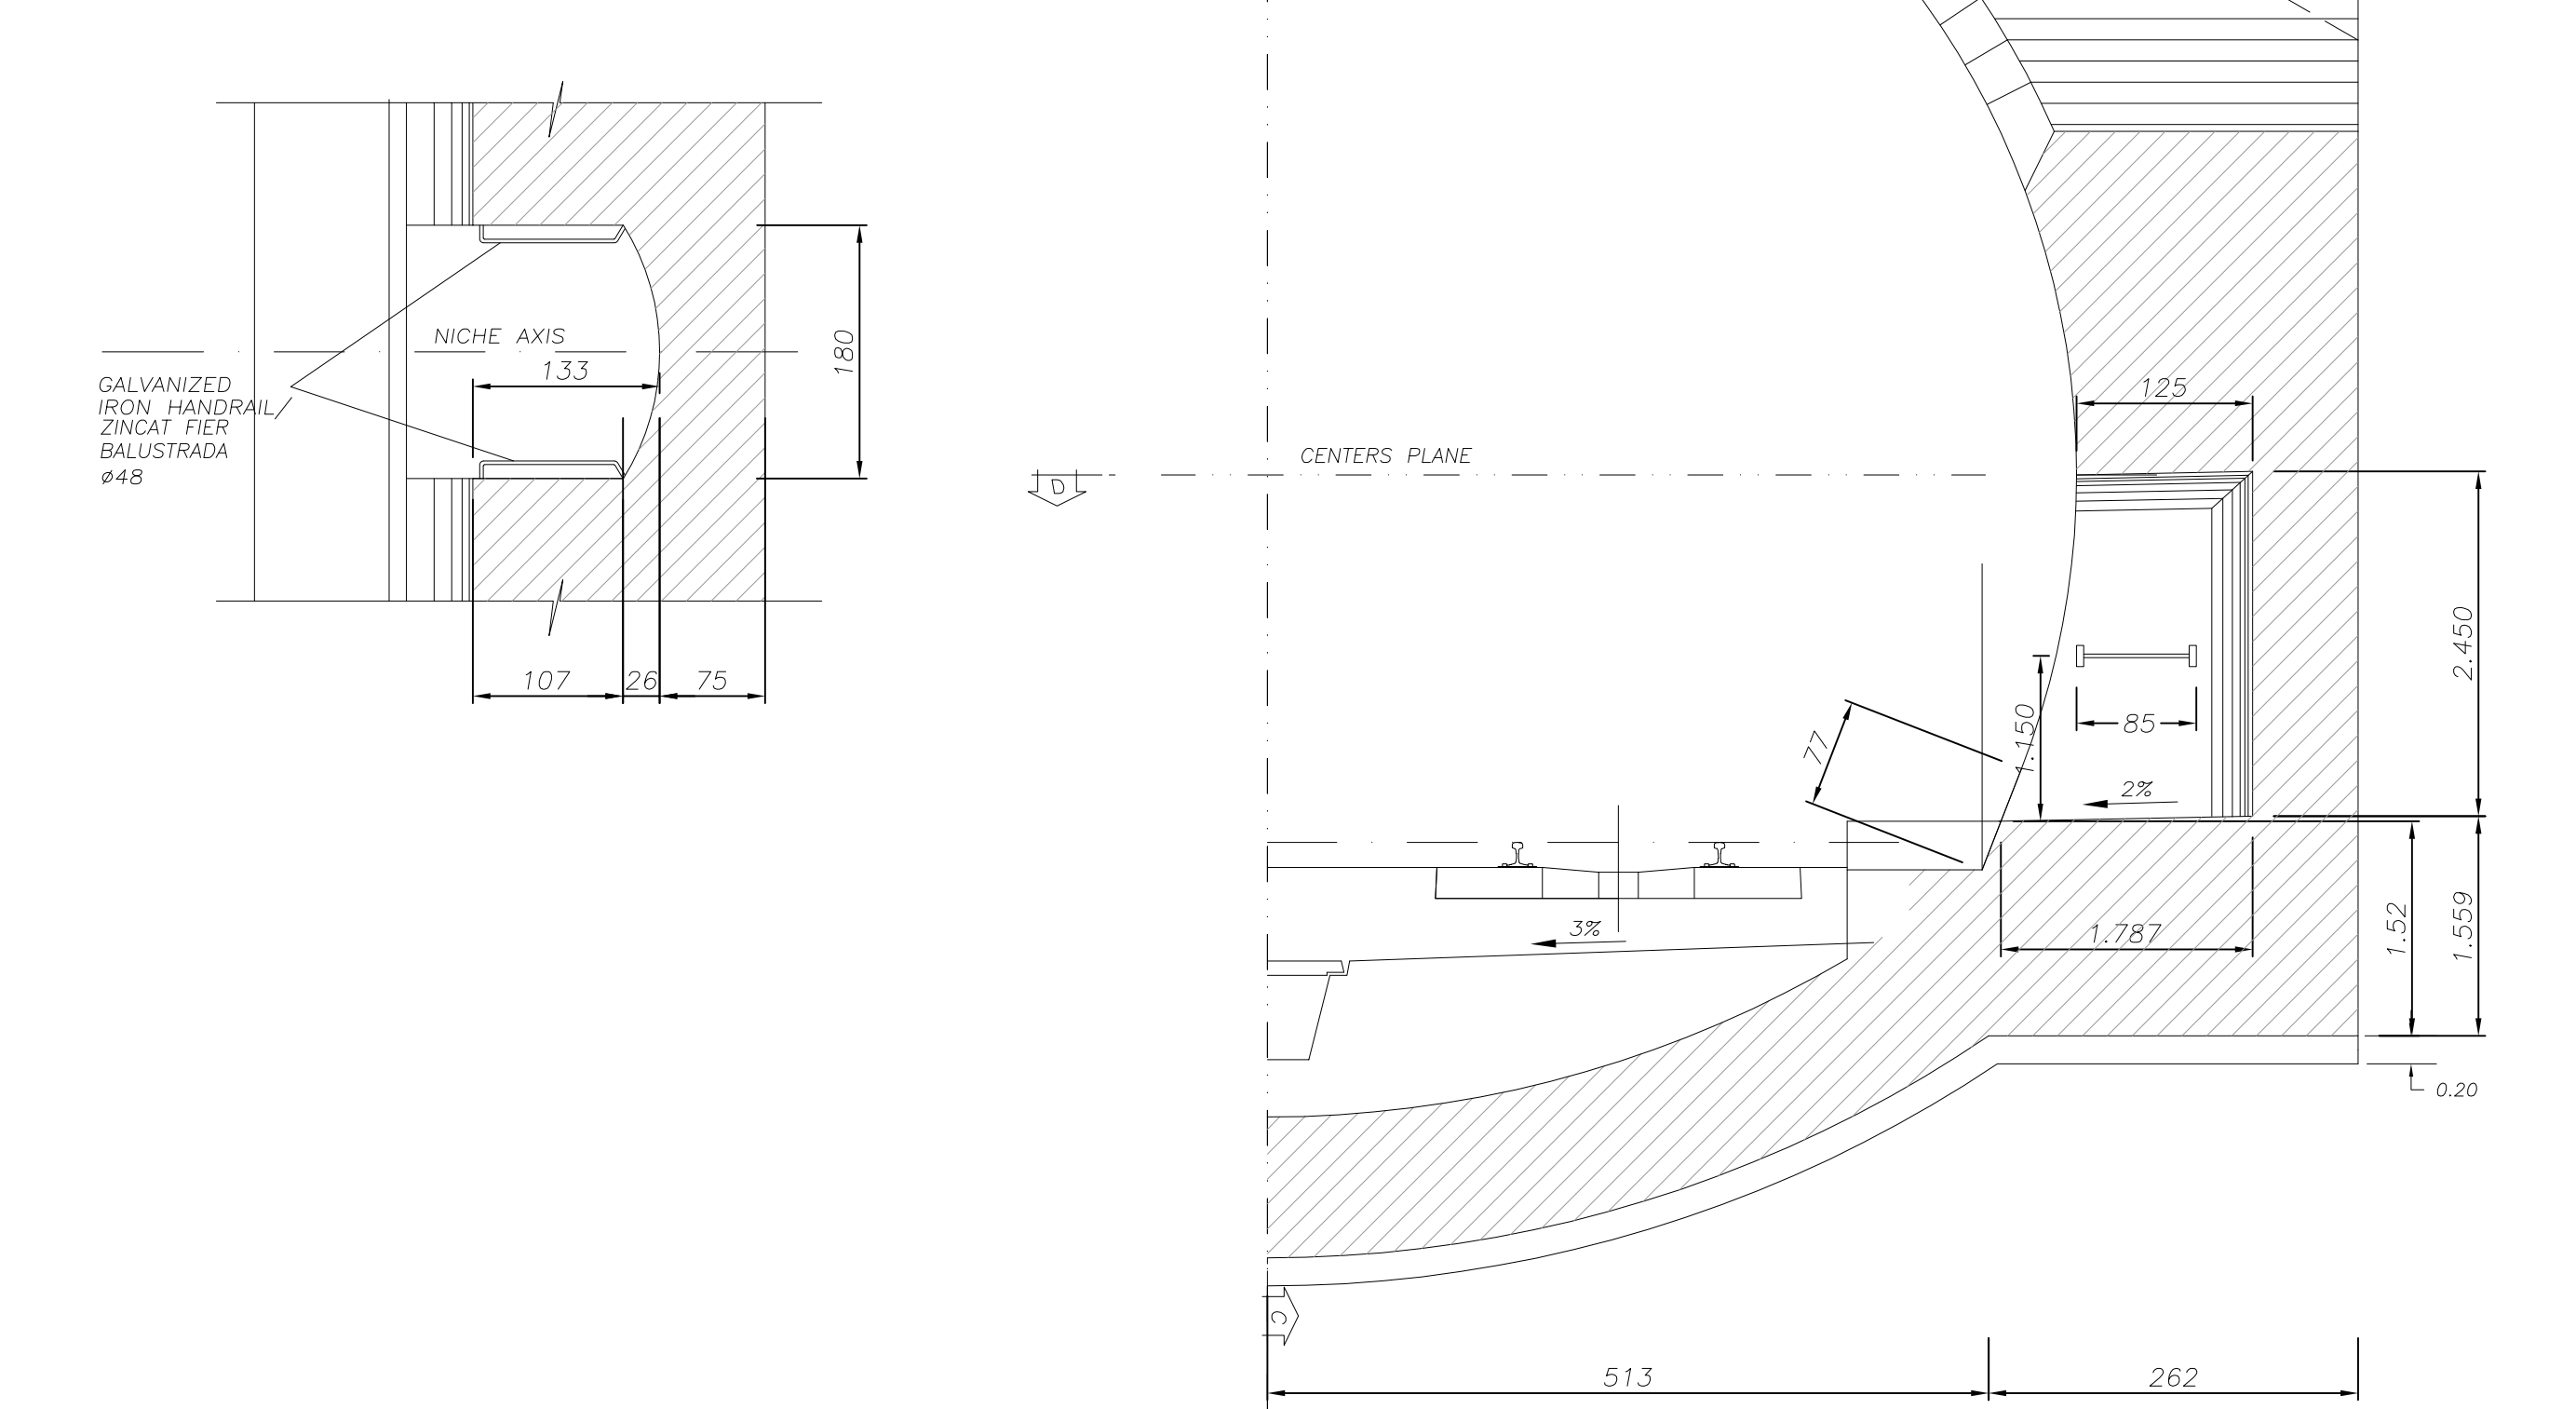 NICHE AXIS
133
180
GALVANIZED
IRON HANDRAIL/
ZINCAT FIER
BALUSTRADA
ø48
107
26
75
125
CENTERS PLANE
D
2.450
1.150
85
77
2%
3%
1.787
1.52
1.559
0.20
C
513
262